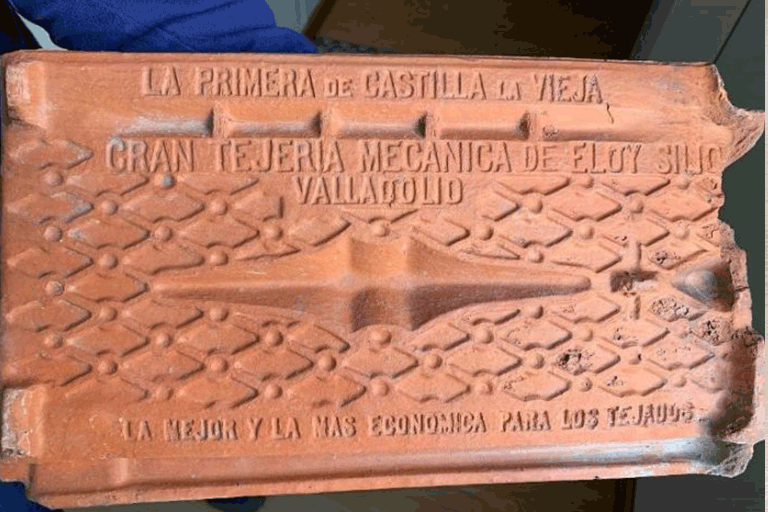 LA PRIMERA DE CASTILLA LA VIEJA
GRAN TEJERIA MECANICA DE ELOY SILIO
VALLADOLID
LA MEJOR Y LA MAS ECONOMICA PARA LOS TEJADOS